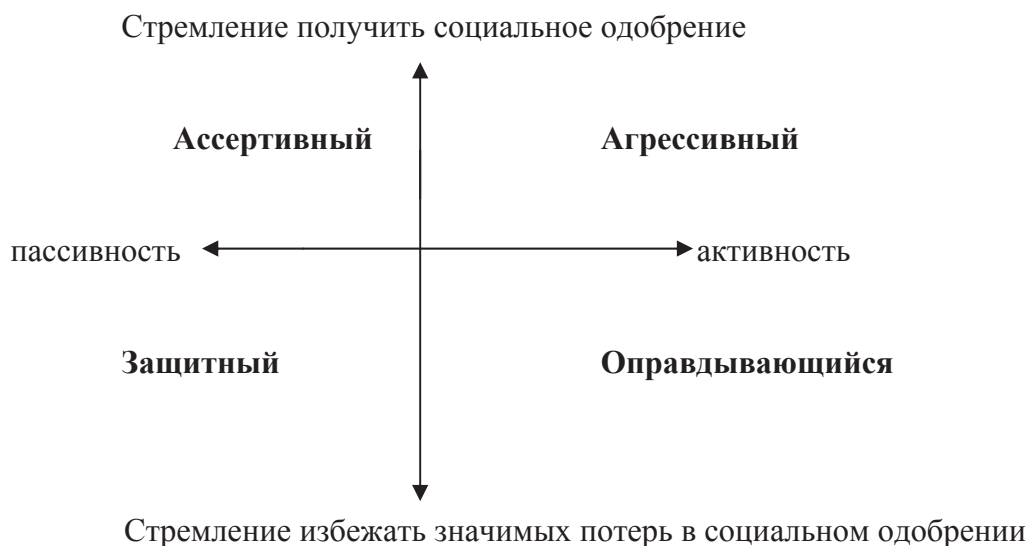 Стремление получить социальное одобрение
Ассертивный Агрессивный
пассивность активность
Защитный Оправдывающийся
Стремление избежать значимых потерь в социальном одобрении